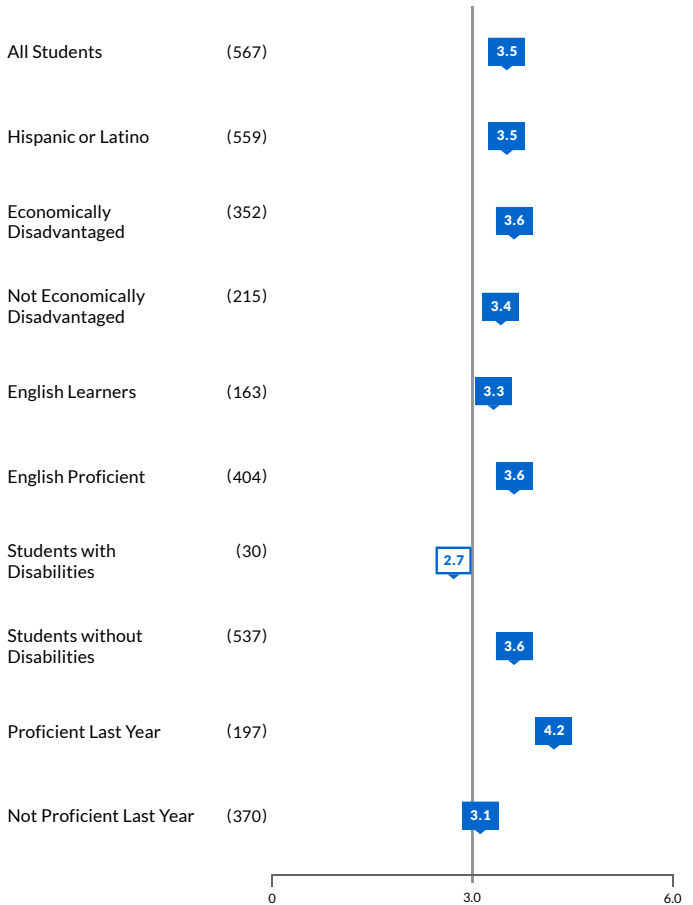 All Students (567) 3.5
Hispanic or Latino (559) 3.5
Economically
Disadvantaged (352) 3.6
Not Economically
Disadvantaged (215) 3.4
English Learners (163) 3.3
English Proficient (404) 3.6
Students with
Disabilities (30) 2.7
Students without
Disabilities (537) 3.6
Proficient Last Year (197) 4.2
Not Proficient Last Year (370) 3.1
0 3.0 6.0